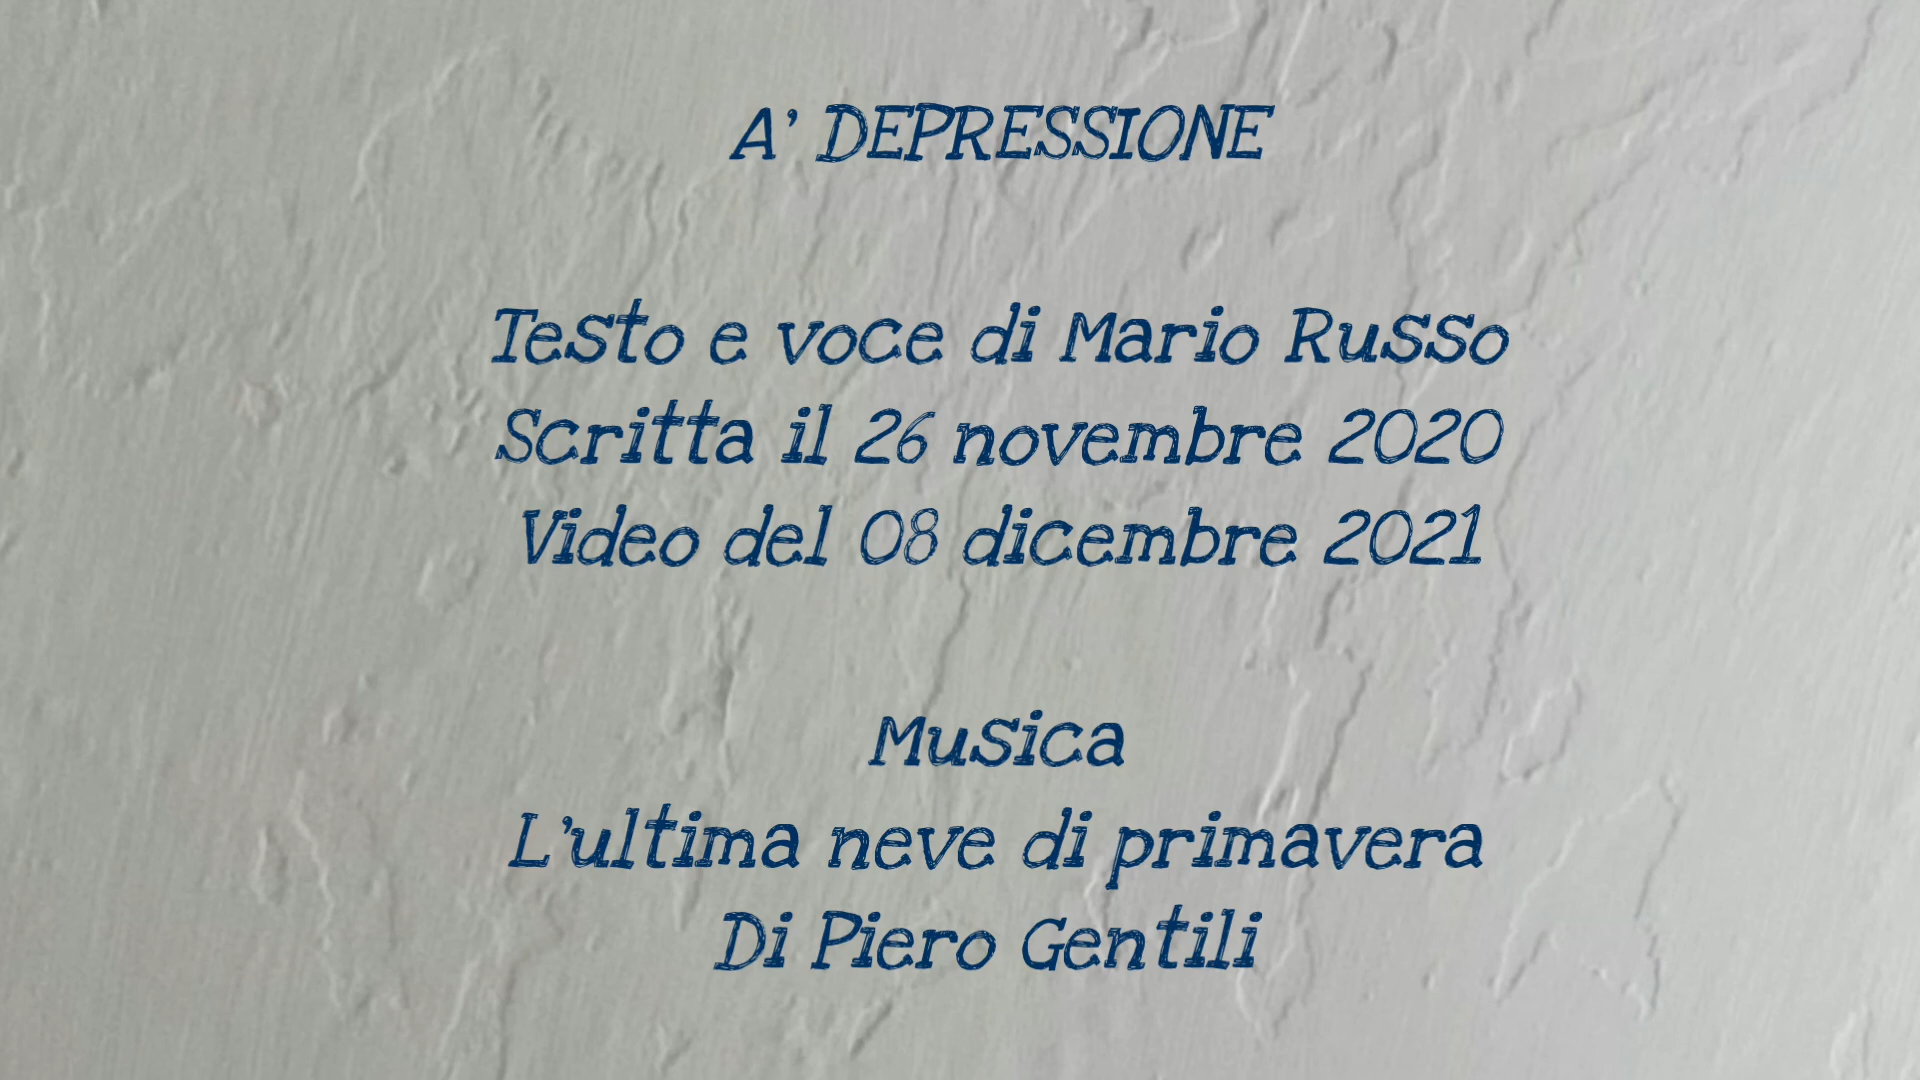 A' DEPRESSIONE
Testo e voce di Mario Russo
Scritta il 26 novembre 2020
Video del 08 dicembre 2021
Musica
L'ultima neve di primavera
Di Piero Gentili